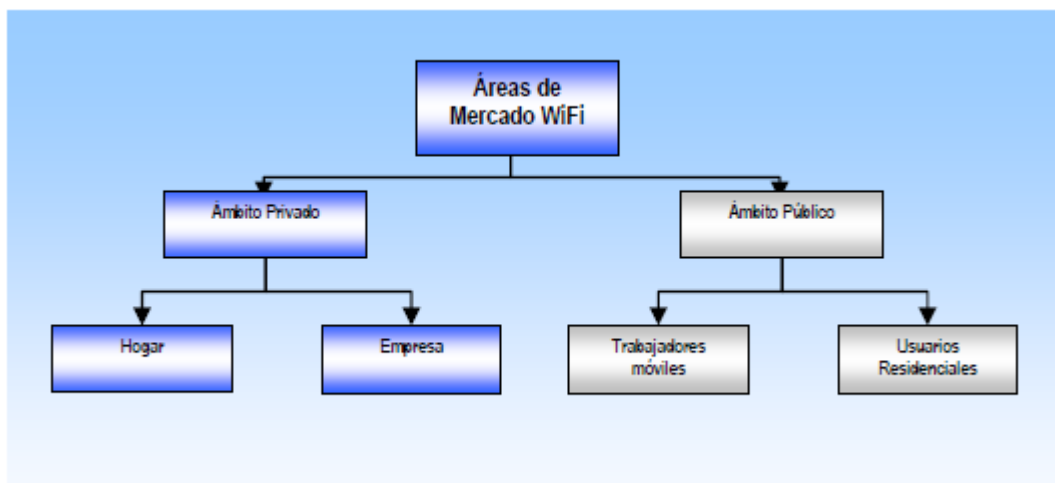 Áreas de
Mercado WiFi
Ámbito Privado
Ámbito Público
Hogar
Empresa
Trabajadores
móviles
Usuarios
Residenciales